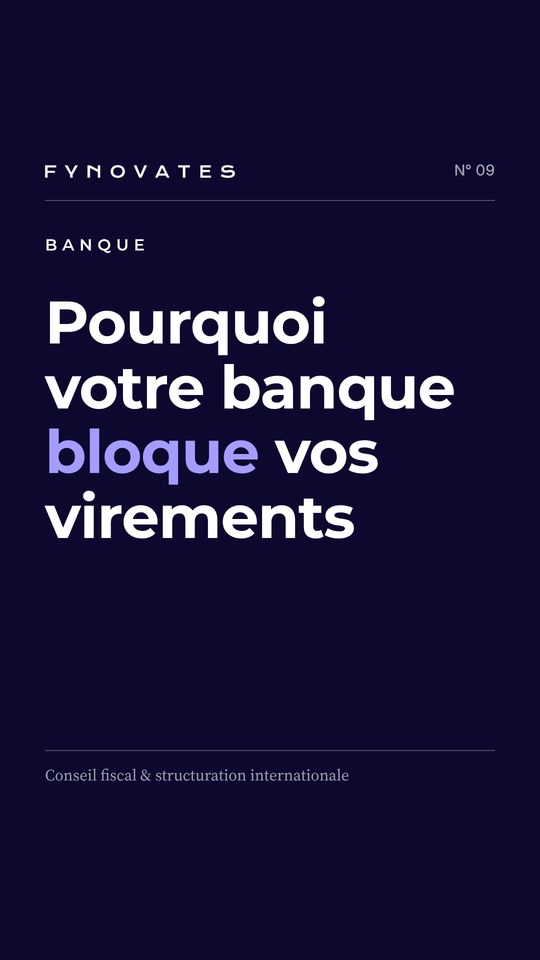 FYNOVATES
N° 09
BANQUE
Pourquoi
votre banque
bloque vos
virements
Conseil fiscal & structuration internationale